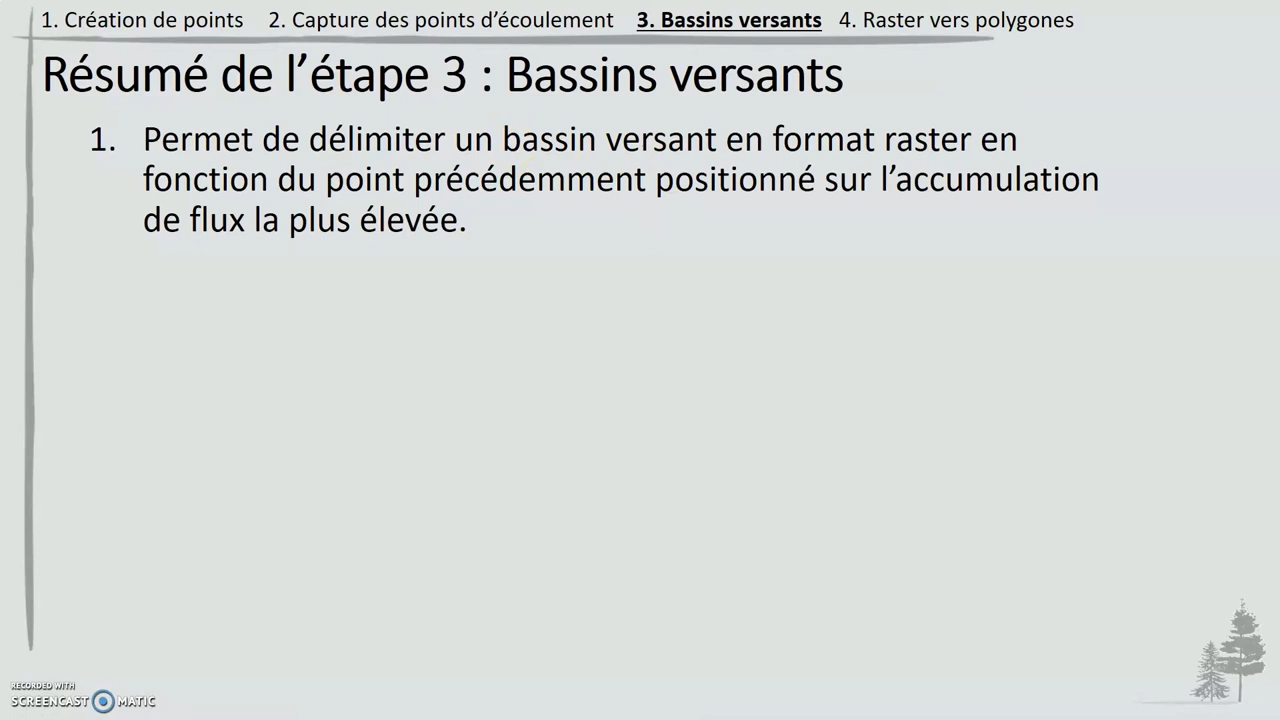 1. Création de points 2. Capture des points d’écoulement 3. Bassins versants 4. Raster vers polygones
Résumé de l’étape 3 : Bassins versants
1. Permet de délimiter un bassin versant en format raster en
fonction du point précédemment positionné sur l’accumulation
de flux la plus élevée.
RECORDED WITH
SCREENCAST MATIC